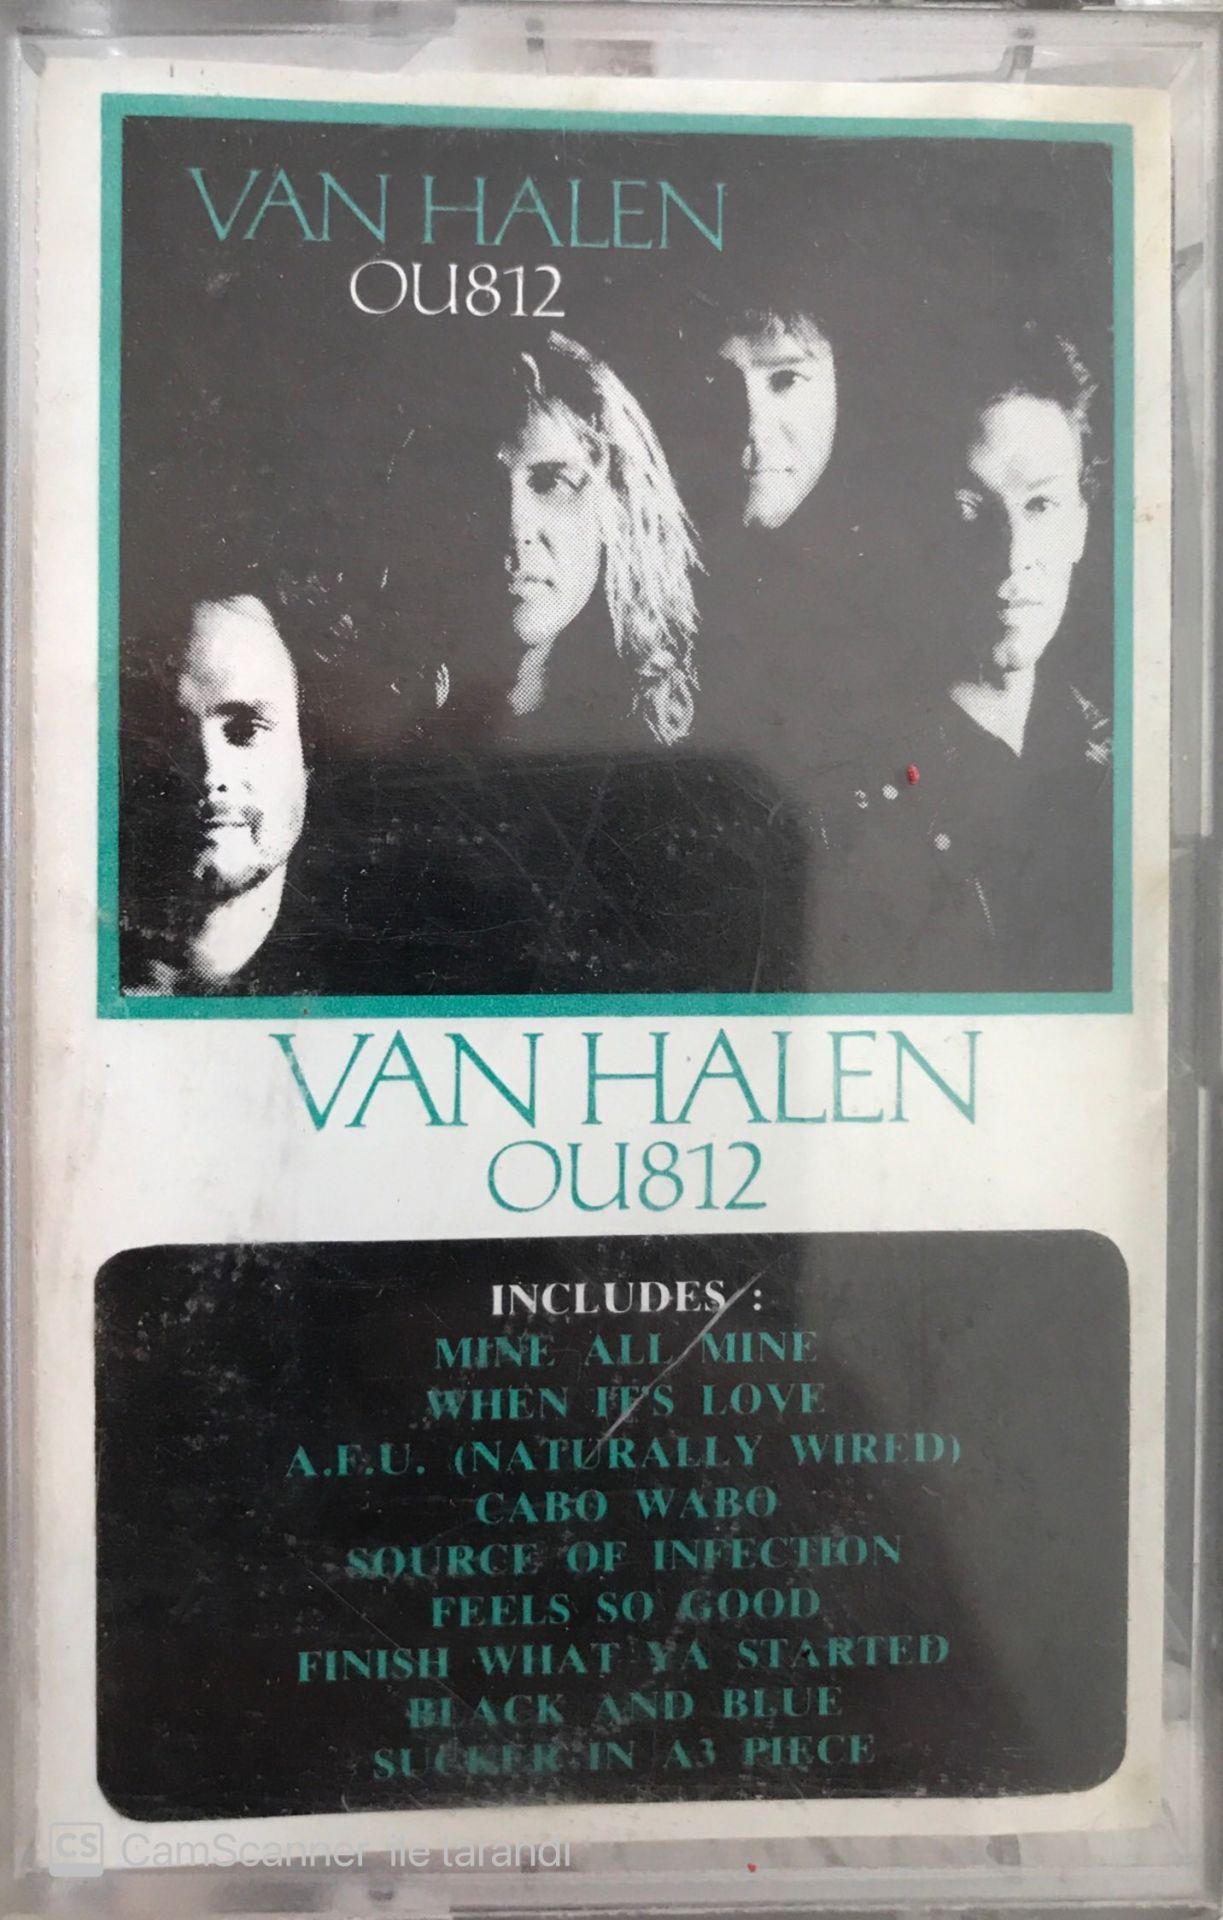 VAN HALEN
OU812
VAN HALEN
OU812
INCLUDES :
MINE ALL MINE
WHEN IT'S LOVE
A.F.U. (NATURALLY WIRED)
CABO WABO
SOURCE OF INFECTION
FEELS SO GOOD
FINISH WHAT YA STARTED
BLACK AND BLUE
SUCKER IN A3 PIECE
CS CamScanner ile tarandı